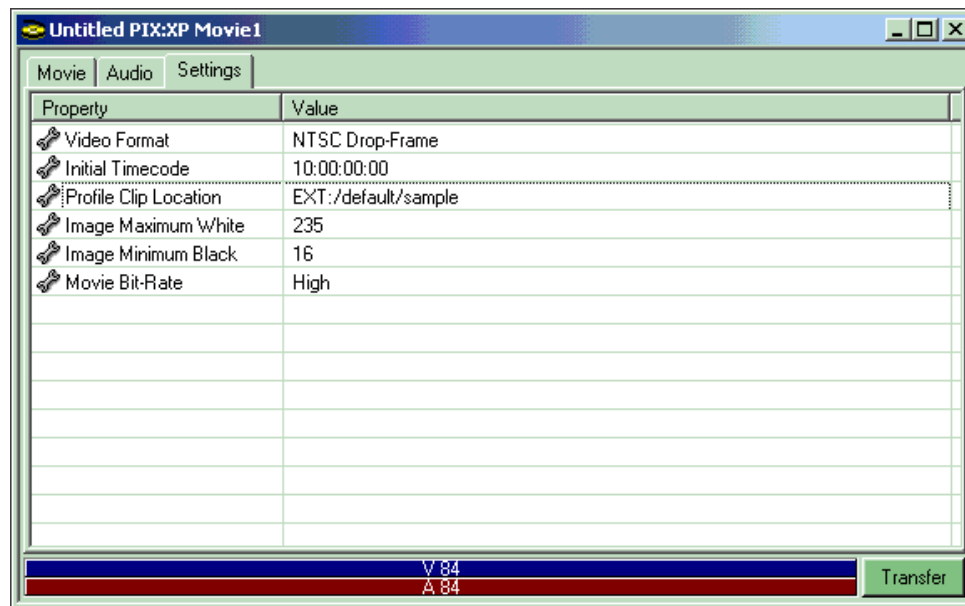 Untitled PIX:XP Movie1
Movie Audio Settings
Property Value
Video Format NTSC Drop-Frame
Initial Timecode 10:00:00:00
Profile Clip Location EXT:/default/sample
Image Maximum White 235
Image Minimum Black 16
Movie Bit-Rate High
V 84
A 84
Transfer